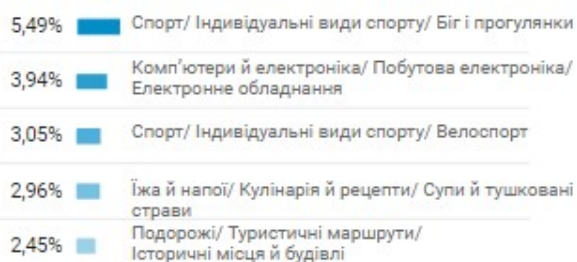 5,49% Спорт/ Індивідуальні види спорту/ Біг і прогулянки
3,94% Комп'ютери й електроніка/ Побутова електроніка/
Електронне обладнання
3,05% Спорт/ Індивідуальні види спорту/ Велоспорт
2,96% Їжа й напої/ Кулінарія й рецепти/ Супи й тушковані
страви
2,45% Подорожі/ Туристичні маршрути/
Історичні місця й будівлі